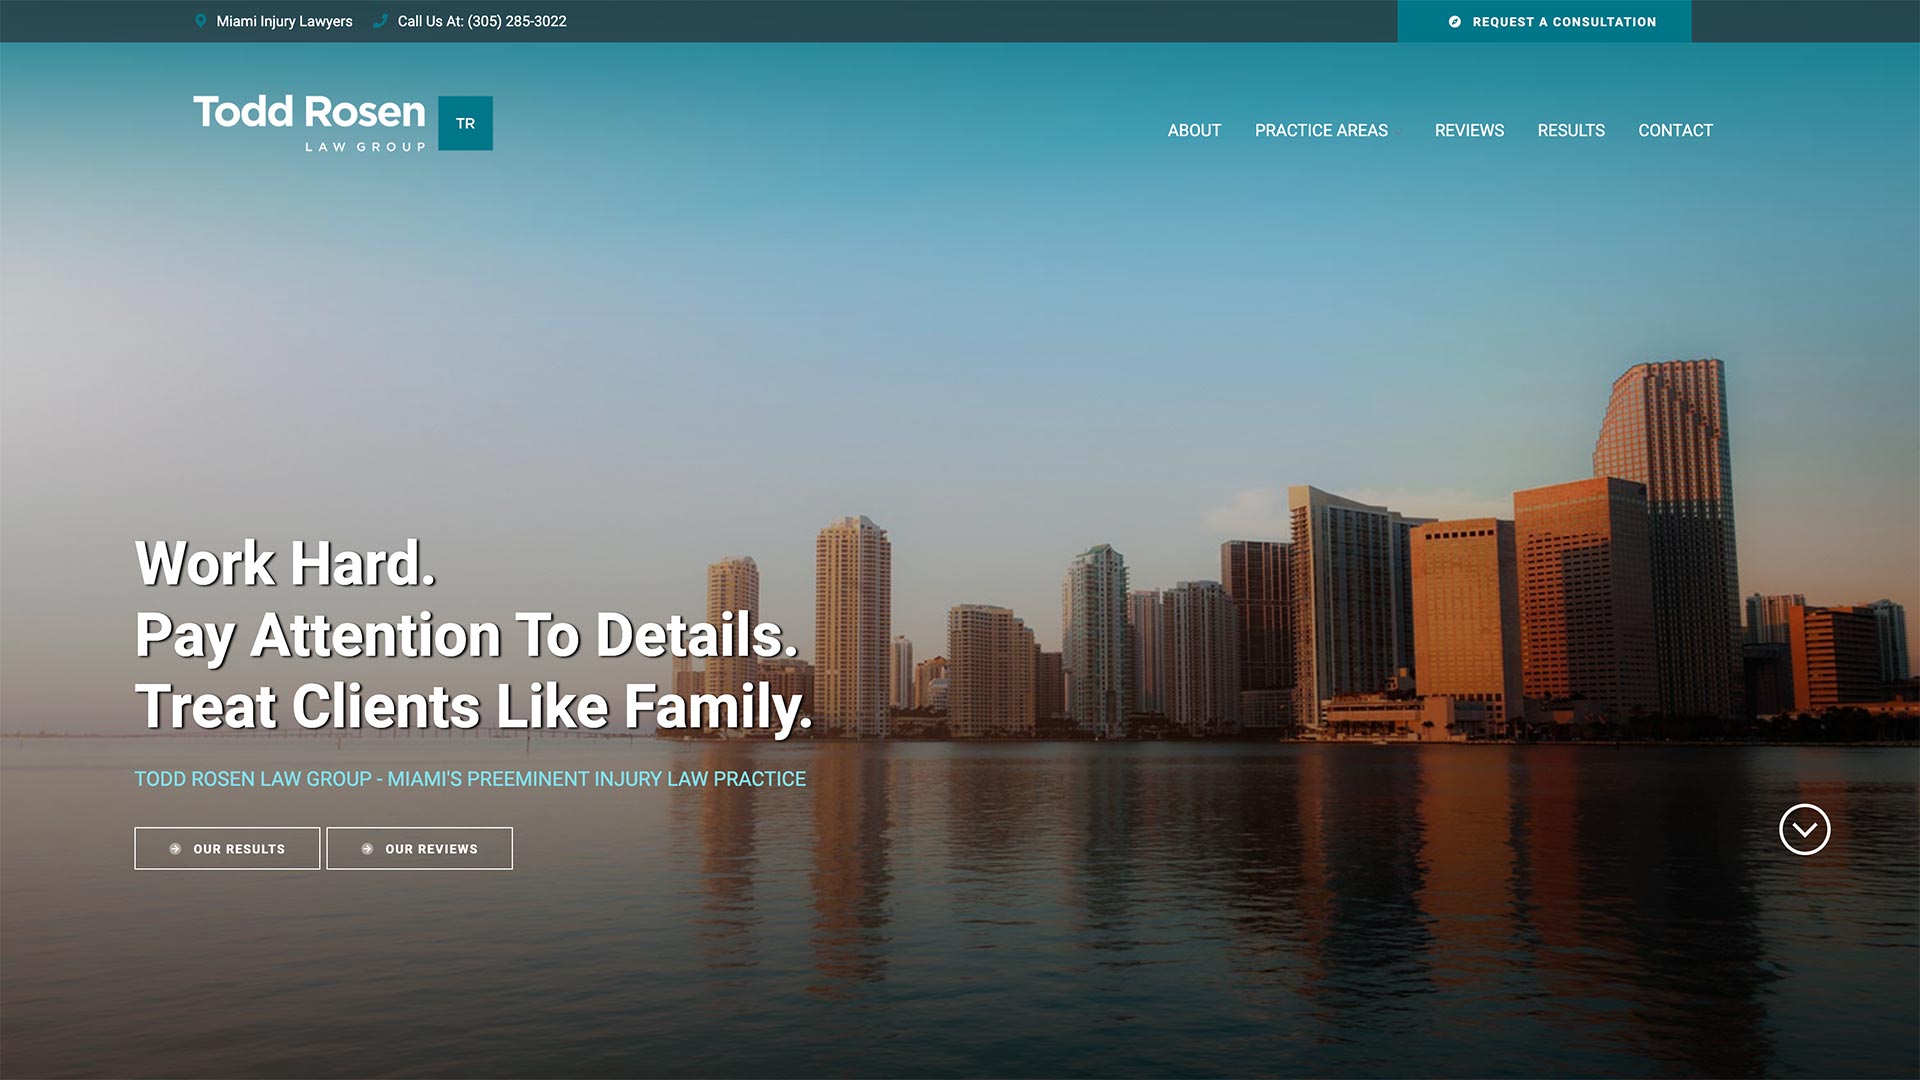 Miami Injury Lawyers
Call Us At: (305) 285-3022
REQUEST A CONSULTATION
Todd Rosen
LAW GROUP
TR
ABOUT
PRACTICE AREAS
REVIEWS
RESULTS
CONTACT
Work Hard.
Pay Attention To Details.
Treat Clients Like Family.
TODD ROSEN LAW GROUP - MIAMI'S PREEMINENT INJURY LAW PRACTICE
OUR RESULTS
OUR REVIEWS